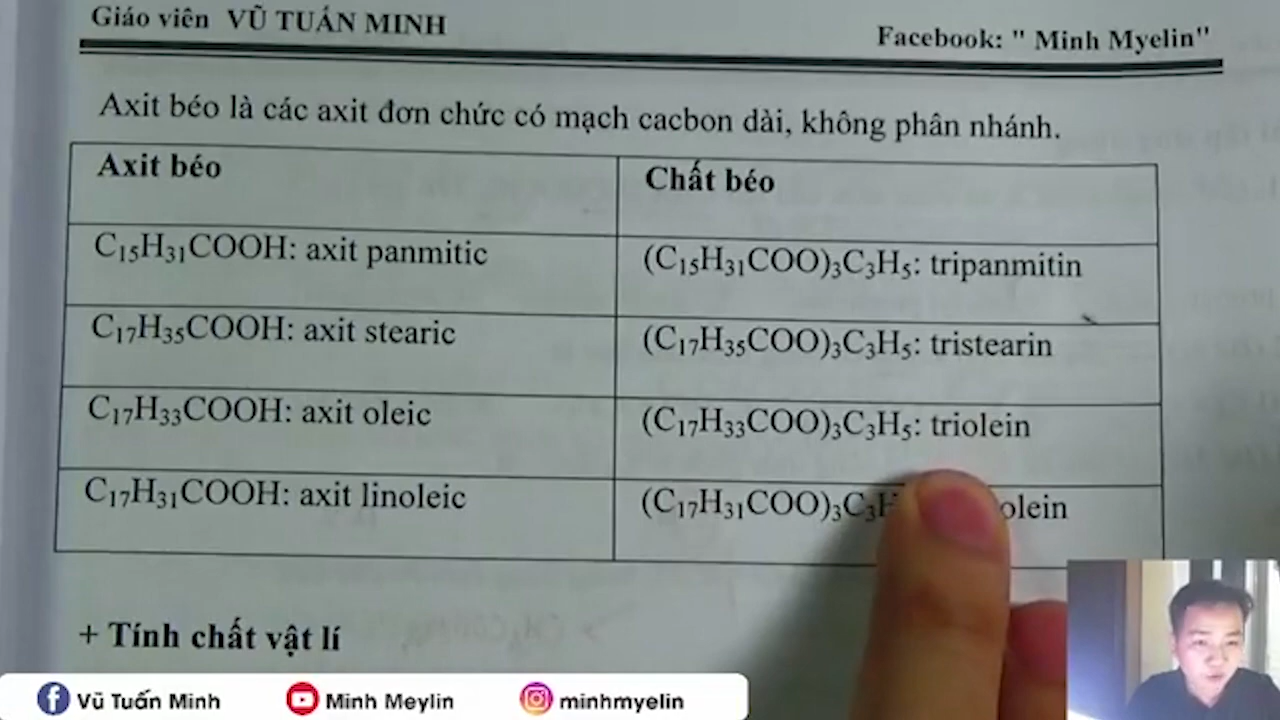 Giáo viên VŨ TUẤN MINH
Facebook: " Minh Myelin"
Axit béo là các axit đơn chức có mạch cacbon dài, không phân nhánh.
Axit béo
Chất béo
C₁₅H₃₁COOH: axit panmitic
(C₁₅H₃₁COO)₃C₃H₅: tripanmitin
C₁₇H₃₅COOH: axit stearic
(C₁₇H₃₅COO)₃C₃H₅: tristearin
C₁₇H₃₃COOH: axit oleic
(C₁₇H₃₃COO)₃C₃H₅: triolein
C₁₇H₃₁COOH: axit linoleic
(C₁₇H₃₁COO)₃C₃H olein
+ Tính chất vật lí
Vũ Tuấn Minh
Minh Meylin
minhmyelin